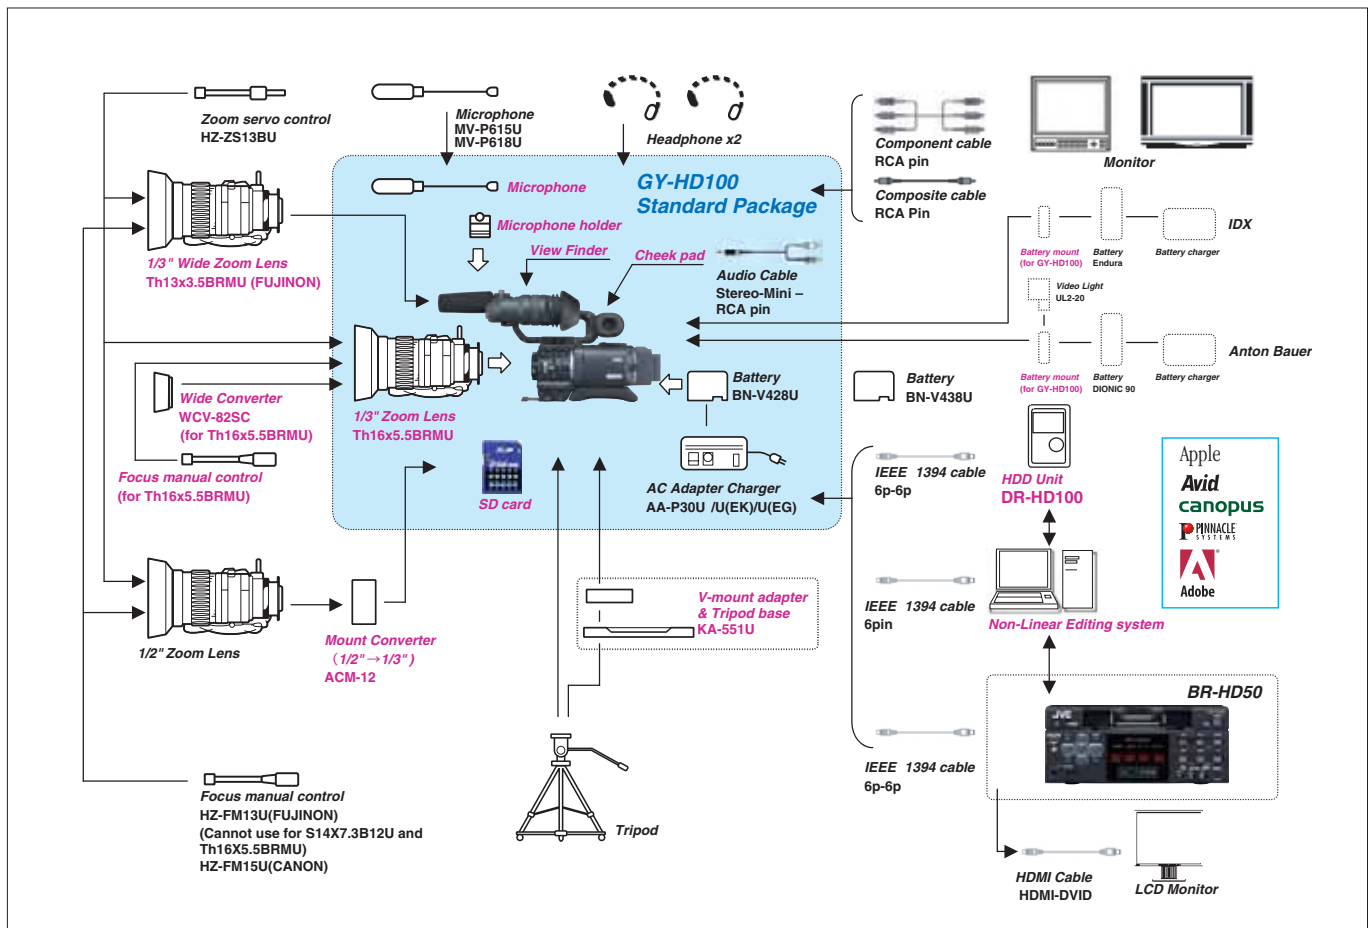 Zoom servo control
HZ-ZS13BU
Microphone
MV-P615U
MV-P618U
Headphone x2
Component cable
RCA pin
Composite cable
RCA Pin
Monitor
GY-HD100
Standard Package
Microphone
Microphone holder
View Finder
Cheek pad
Audio Cable
Stereo-Mini –
RCA pin
1/3" Wide Zoom Lens
Th13x3.5BRMU (FUJINON)
Battery mount
(for GY-HD100)
Battery
Endura
Battery charger
IDX
Video Light
UL2-20
Battery mount
(for GY-HD100)
Battery
DIONIC 90
Battery charger
Anton Bauer
Wide Converter
WCV-82SC
(for Th16x5.5BRMU)
1/3" Zoom Lens
Th16x5.5BRMU
Battery
BN-V428U
Battery
BN-V438U
Focus manual control
(for Th16x5.5BRMU)
SD card
AC Adapter Charger
AA-P30U /U(EK)/U(EG)
IEEE 1394 cable
6p-6p
HDD Unit
DR-HD100
Apple
Avid
canopus
PINNACLE
SYSTEMS
Adobe
1/2" Zoom Lens
Mount Converter
(1/2"→1/3")
ACM-12
V-mount adapter
& Tripod base
KA-551U
IEEE 1394 cable
6pin
Non-Linear Editing system
BR-HD50
JVC
IEEE 1394 cable
6p-6p
Focus manual control
HZ-FM13U(FUJINON)
(Cannot use for S14X7.3B12U and
Th16X5.5BRMU)
HZ-FM15U(CANON)
Tripod
HDMI Cable
HDMI-DVID
LCD Monitor